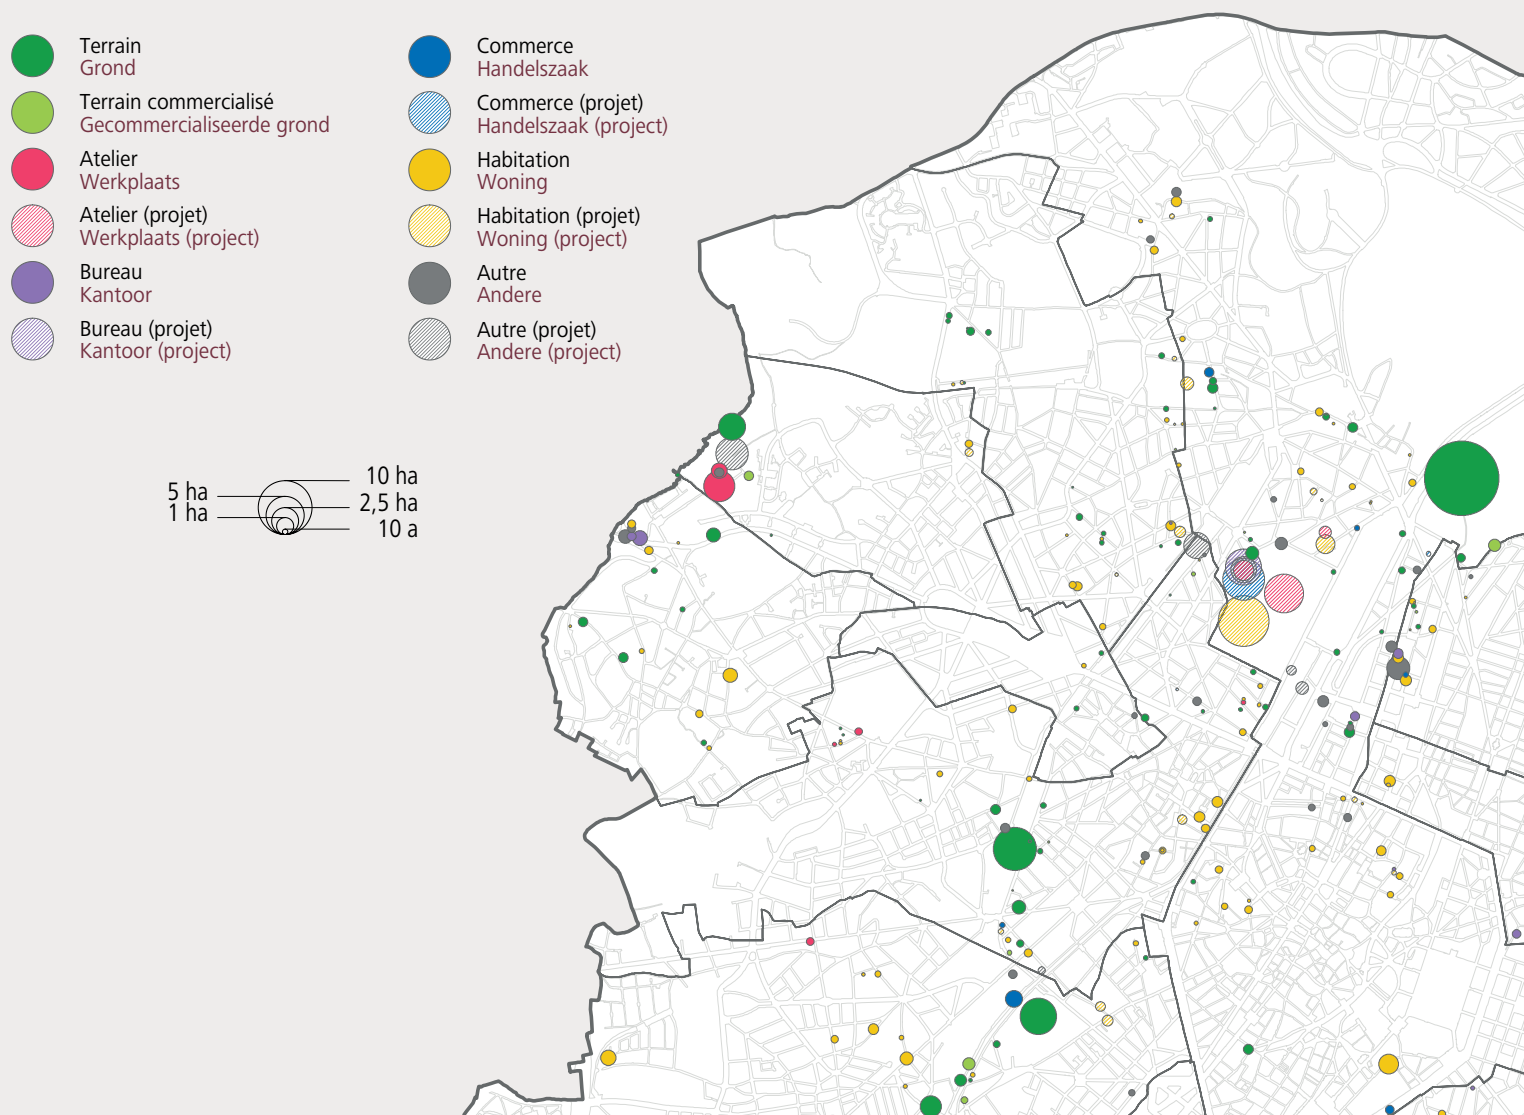 Terrain
Grond
Terrain commercialisé
Gecommercialiseerde grond
Atelier
Werkplaats
Atelier (projet)
Werkplaats (project)
Bureau
Kantoor
Bureau (projet)
Kantoor (project)
Commerce
Handelszaak
Commerce (projet)
Handelszaak (project)
Habitation
Woning
Habitation (projet)
Woning (project)
Autre
Andere
Autre (projet)
Andere (project)
10 ha
5 ha
2,5 ha
1 ha
10 a